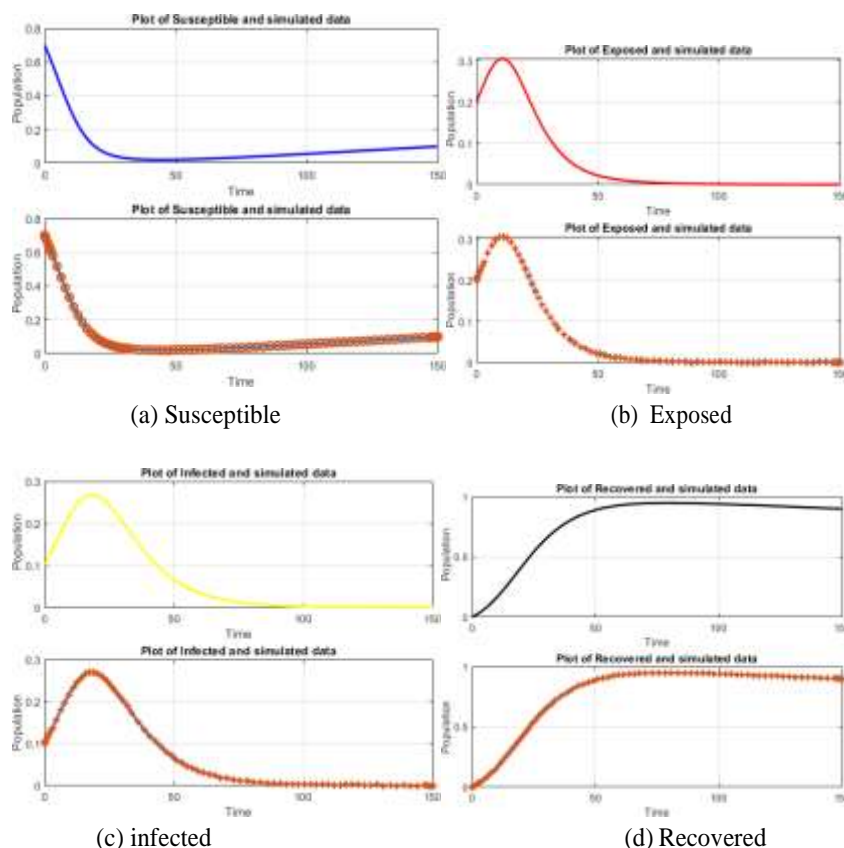 Plot of Susceptible and simulated data
0.8
0.6
0.4
0.2
0
Population
0 50 100 150
Time
Plot of Susceptible and simulated data
0.8
0.6
0.4
0.2
0
Population
0 50 100 150
Time
(a) Susceptible
Plot of Exposed and simulated data
0.3
0.2
0.1
0
Population
0 50 100 150
Time
Plot of Exposed and simulated data
0.3
0.2
0.1
0
Population
0 50 100 150
Time
(b) Exposed
Plot of Infected and simulated data
0.3
0.2
0.1
0
Population
0 50 100 150
Time
Plot of Infected and simulated data
0.3
0.2
0.1
0
Population
0 50 100 150
Time
(c) infected
Plot of Recovered and simulated data
1
0.5
0
Population
0 50 100 150
Time
Plot of Recovered and simulated data
1
0.5
0
Population
0 50 100 150
Time
(d) Recovered